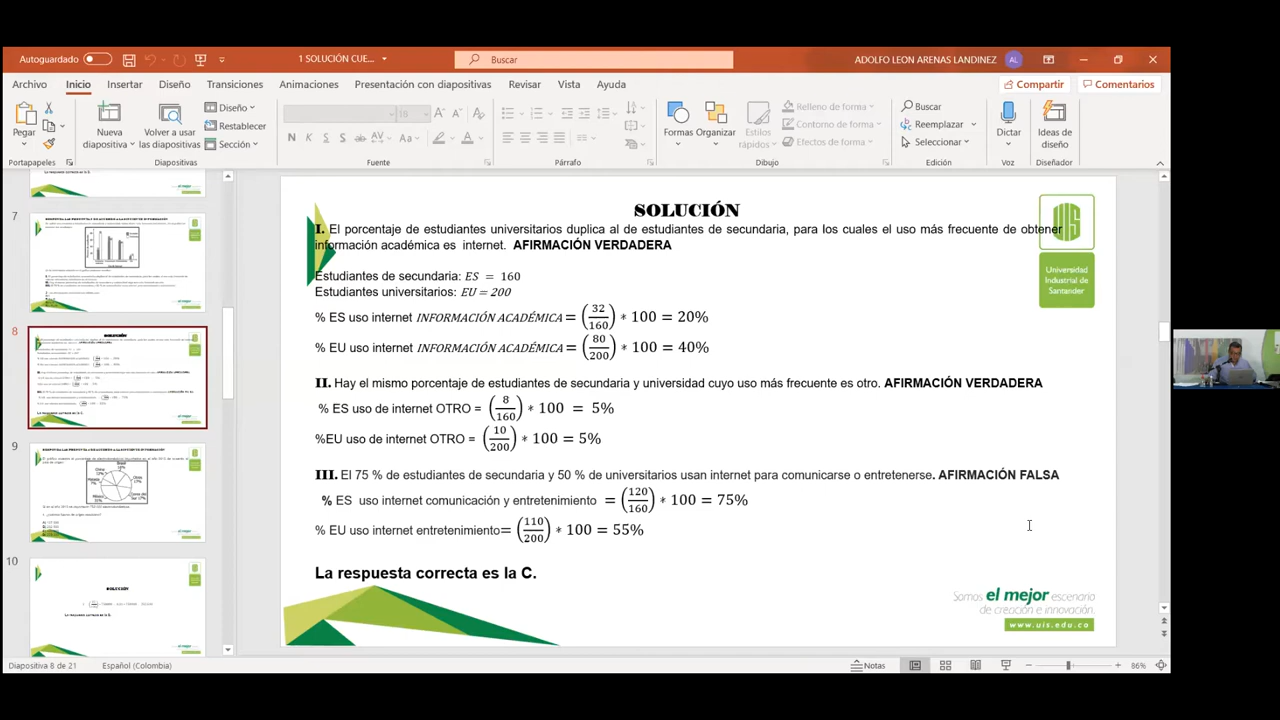 Autoguardado
1 SOLUCIÓN CUE...
Buscar
ADOLFO LEON ARENAS LANDINEZ
AL
Archivo
Inicio
Insertar
Diseño
Transiciones
Animaciones
Presentación con diapositivas
Revisar
Vista
Ayuda
Compartir
Comentarios
Pegar
Nueva diapositiva
Volver a usar las diapositivas
Diseño
Restablecer
Sección
18
N K S S ab AV Aa A
Formas
Organizar
Estilos rápidos
Relleno de forma
Contorno de forma
Efectos de forma
Buscar
Reemplazar
Seleccionar
Dictar
Ideas de diseño
Portapapeles
Diapositivas
Fuente
Párrafo
Dibujo
Edición
Voz
Diseñador
7
8
9
10
SOLUCIÓN
I. El porcentaje de estudiantes universitarios duplica al de estudiantes de secundaria, para los cuales el uso más frecuente de obtener
información académica es internet. AFIRMACIÓN VERDADERA
Estudiantes de secundaria: ES = 160
Estudiantes universitarios: EU = 200
% ES uso internet INFORMACIÓN ACADÉMICA = (32/160) * 100 = 20%
% EU uso internet INFORMACIÓN ACADÉMICA = (80/200) * 100 = 40%
II. Hay el mismo porcentaje de estudiantes de secundaria y universidad cuyo uso más frecuente es otro. AFIRMACIÓN VERDADERA
% ES uso de internet OTRO = (8/160) * 100 = 5%
%EU uso de internet OTRO = (10/200) * 100 = 5%
III. El 75 % de estudiantes de secundaria y 50 % de universitarios usan internet para comunicarse o entretenerse. AFIRMACIÓN FALSA
% ES uso internet comunicación y entretenimiento = (120/160) * 100 = 75%
% EU uso internet entretenimiento= (110/200) * 100 = 55%
La respuesta correcta es la C.
UIS
Universidad
Industrial de
Santander
Somos el mejor escenario
de creación e innovación.
www.uis.edu.co
Diapositiva 8 de 21
Español (Colombia)
Notas
86%